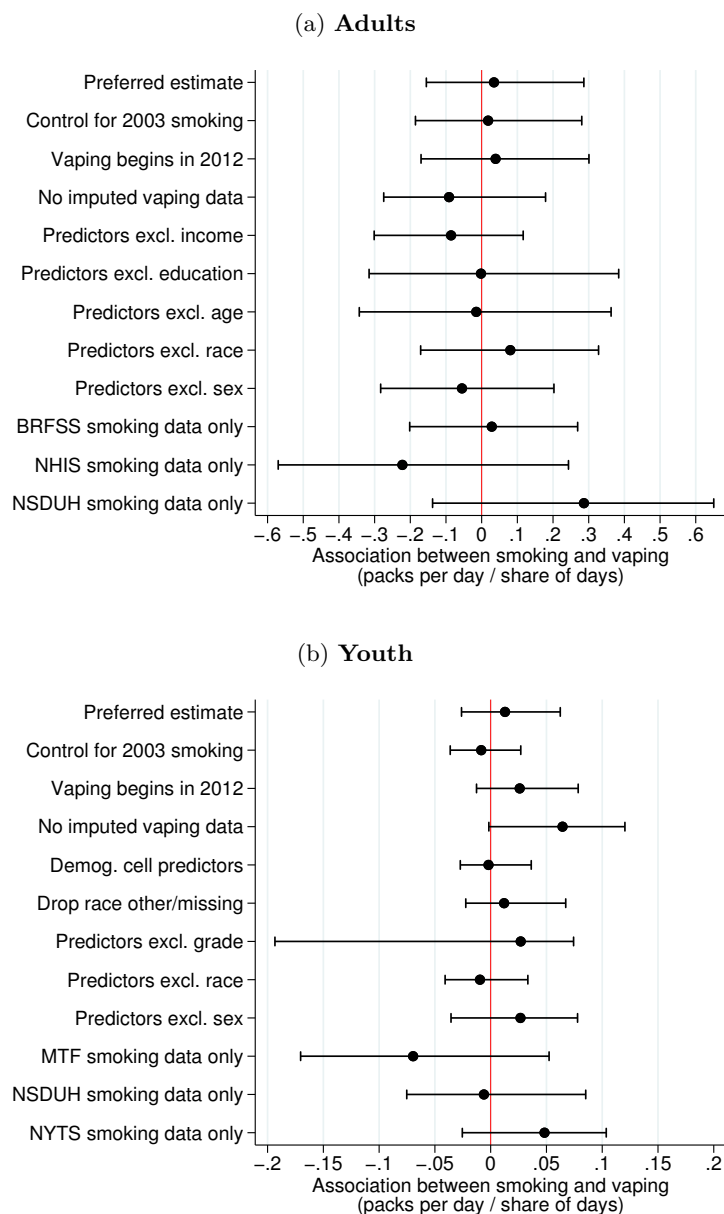 (a) Adults
Preferred estimate
Control for 2003 smoking
Vaping begins in 2012
No imputed vaping data
Predictors excl. income
Predictors excl. education
Predictors excl. age
Predictors excl. race
Predictors excl. sex
BRFSS smoking data only
NHIS smoking data only
NSDUH smoking data only
-.6 -.5 -.4 -.3 -.2 -.1 0 .1 .2 .3 .4 .5 .6
Association between smoking and vaping
(packs per day / share of days)
(b) Youth
Preferred estimate
Control for 2003 smoking
Vaping begins in 2012
No imputed vaping data
Demog. cell predictors
Drop race other/missing
Predictors excl. grade
Predictors excl. race
Predictors excl. sex
MTF smoking data only
NSDUH smoking data only
NYTS smoking data only
-.2 -.15 -.1 -.05 0 .05 .1 .15 .2
Association between smoking and vaping
(packs per day / share of days)